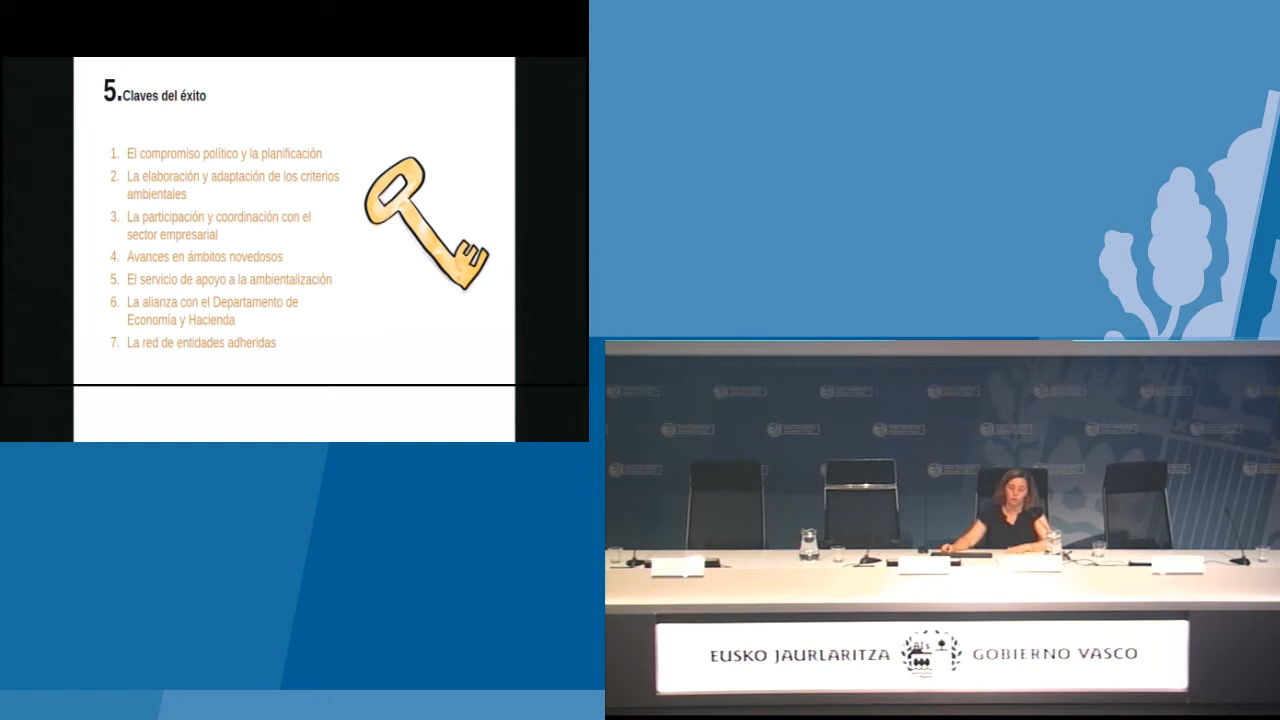 5. Claves del éxito
1. El compromiso político y la planificación
2. La elaboración y adaptación de los criterios
ambientales
3. La participación y coordinación con el
sector empresarial
4. Avances en ámbitos novedosos
5. El servicio de apoyo a la ambientalización
6. La alianza con el Departamento de
Economía y Hacienda
7. La red de entidades adheridas
EUSKO JAURLARITZA GOBIERNO VASCO